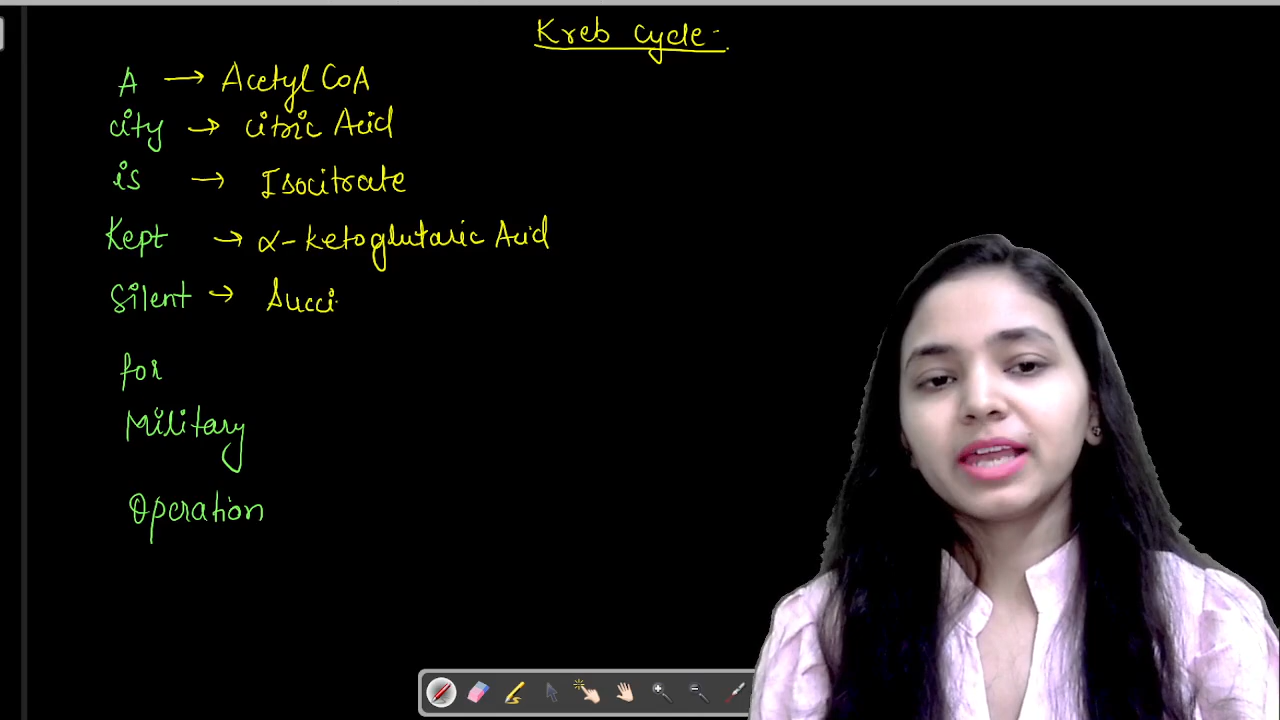 Kreb Cycle:-
A → Acetyl CoA
city → citric Acid
is → Isocitrate
Kept → α-ketoglutaric Acid
Silent → Succi
for
Military
Operation